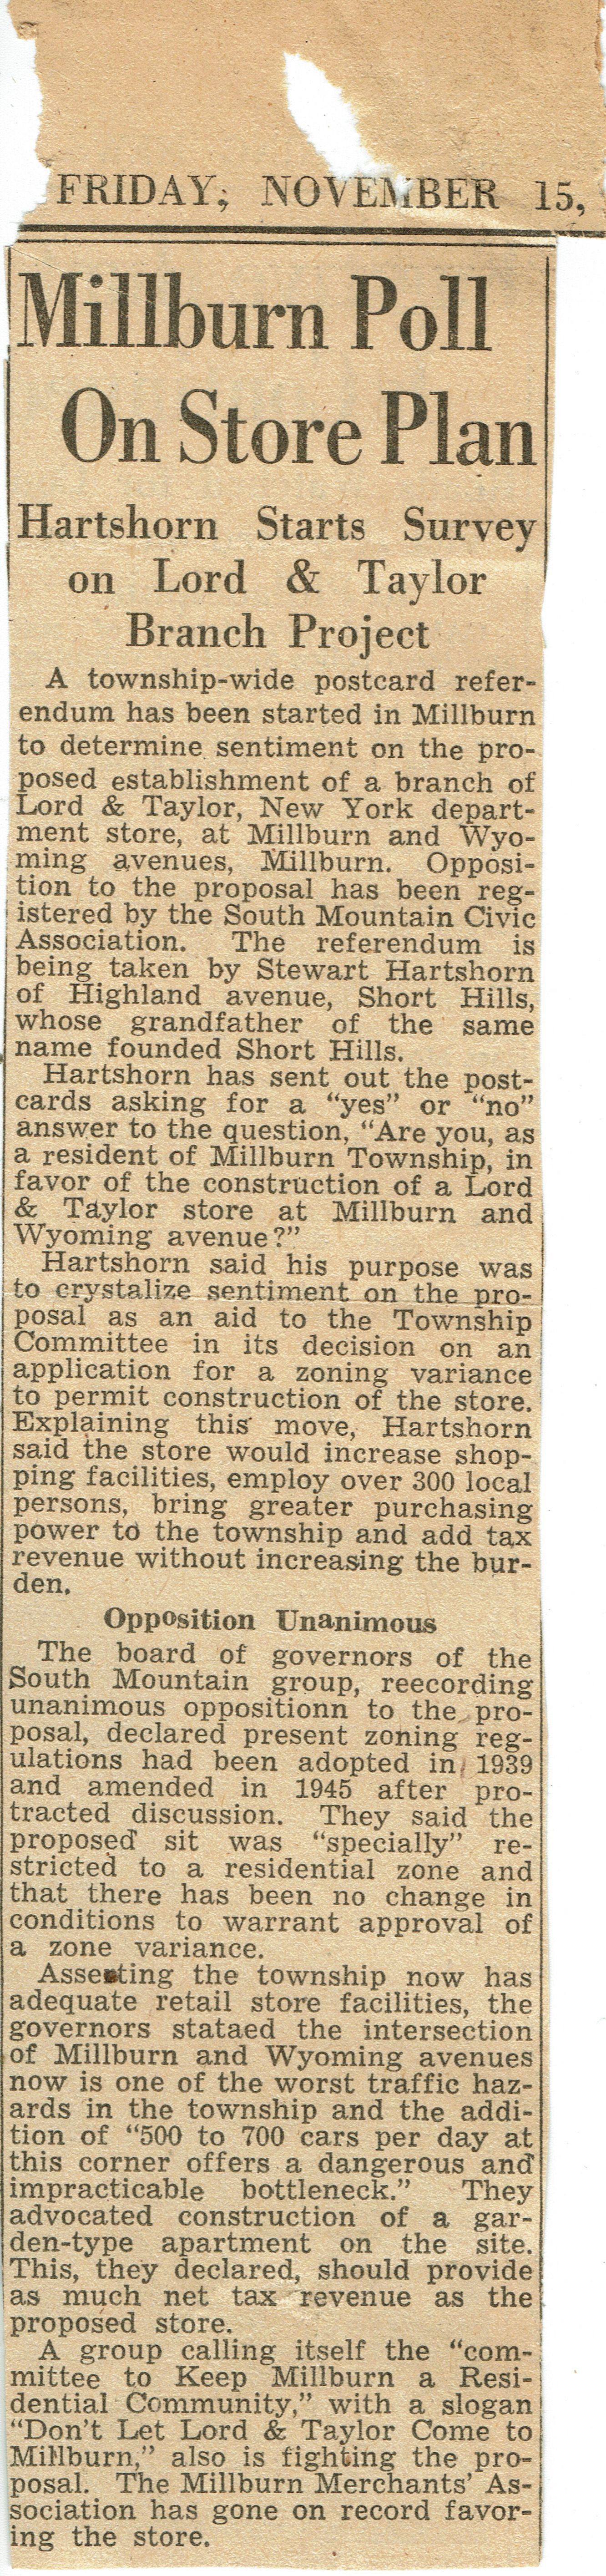 FRIDAY, NOVEMBER 15,
Millburn Poll
On Store Plan
Hartshorn Starts Survey
on Lord & Taylor
Branch Project
A township-wide postcard refer-
endum has been started in Millburn
to determine sentiment on the pro-
posed establishment of a branch of
Lord & Taylor, New York depart-
ment store, at Millburn and Wyo-
ming avenues, Millburn. Opposi-
tion to the proposal has been reg-
istered by the South Mountain Civic
Association. The referendum is
being taken by Stewart Hartshorn
of Highland avenue, Short Hills,
whose grandfather of the same
name founded Short Hills.
Hartshorn has sent out the post-
cards asking for a “yes” or “no”
answer to the question, “Are you, as
a resident of Millburn Township, in
favor of the construction of a Lord
& Taylor store at Millburn and
Wyoming avenue?”
Hartshorn said his purpose was
to crystalize sentiment on the pro-
posal as an aid to the Township
Committee in its decision on an
application for a zoning variance
to permit construction of the store.
Explaining this move, Hartshorn
said the store would increase shop-
ping facilities, employ over 300 local
persons, bring greater purchasing
power to the township and add tax
revenue without increasing the bur-
den.
Opposition Unanimous
The board of governors of the
South Mountain group, reecording
unanimous oppositionn to the pro-
posal, declared present zoning reg-
ulations had been adopted in 1939
and amended in 1945 after pro-
tracted discussion. They said the
proposed sit was “specially” re-
stricted to a residential zone and
that there has been no change in
conditions to warrant approval of
a zone variance.
Asserting the township now has
adequate retail store facilities, the
governors stataed the intersection
of Millburn and Wyoming avenues
now is one of the worst traffic haz-
ards in the township and the addi-
tion of “500 to 700 cars per day at
this corner offers a dangerous and
impracticable bottleneck.” They
advocated construction of a gar-
den-type apartment on the site.
This, they declared, should provide
as much net tax revenue as the
proposed store.
A group calling itself the “com-
mittee to Keep Millburn a Resi-
dential Community,” with a slogan
“Don’t Let Lord & Taylor Come to
Millburn,” also is fighting the pro-
posal. The Millburn Merchants’ As-
sociation has gone on record favor-
ing the store.